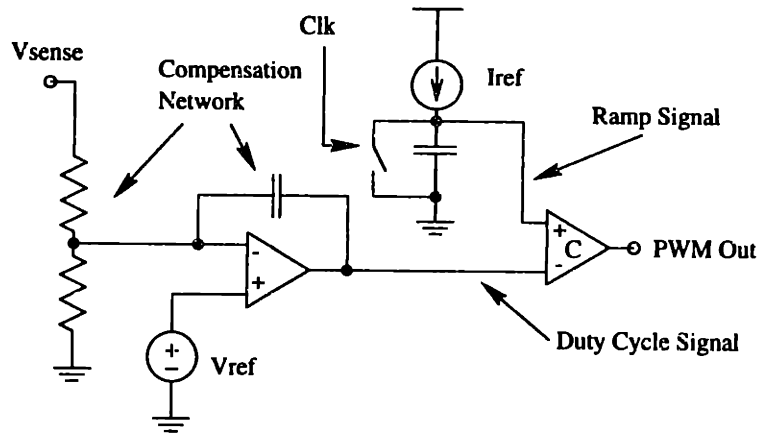 Clk
Vsense
Compensation
Network
Iref
Ramp Signal
-
+
+
C
-
PWM Out
+
-
Vref
Duty Cycle Signal